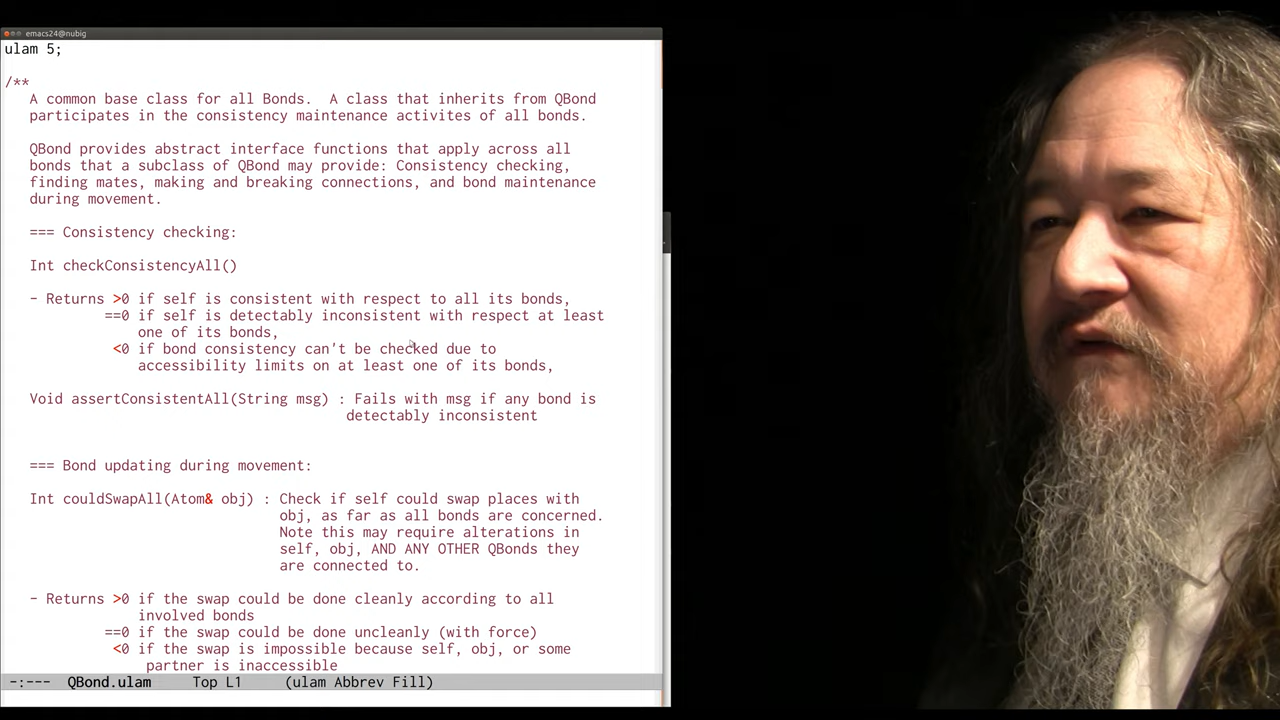 emacs24@nubig
ulam 5;
/**
A common base class for all Bonds.  A class that inherits from QBond
participates in the consistency maintenance activites of all bonds.
QBond provides abstract interface functions that apply across all
bonds that a subclass of QBond may provide: Consistency checking,
finding mates, making and breaking connections, and bond maintenance
during movement.
=== Consistency checking:
Int checkConsistencyAll()
- Returns >0 if self is consistent with respect to all its bonds,
==0 if self is detectably inconsistent with respect at least
one of its bonds,
<0 if bond consistency can't be checked due to
accessibility limits on at least one of its bonds,
Void assertConsistentAll(String msg) : Fails with msg if any bond is
detectably inconsistent
=== Bond updating during movement:
Int couldSwapAll(Atom& obj) : Check if self could swap places with
obj, as far as all bonds are concerned.
Note this may require alterations in
self, obj, AND ANY OTHER QBonds they
are connected to.
- Returns >0 if the swap could be done cleanly according to all
involved bonds
==0 if the swap could be done uncleanly (with force)
<0 if the swap is impossible because self, obj, or some
partner is inaccessible
-:---  QBond.ulam     Top L1     (ulam Abbrev Fill)